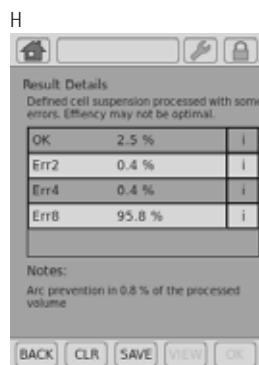 H
Result Details
Defined cell suspension processed with some
errors. Effiency may not be optimal.
OK 2.5 % i
Err2 0.4 % i
Err4 0.4 % i
Err8 95.8 % i
Notes:
Arc prevention in 0.8 % of the processed
volume
BACK CLR SAVE VIEW OK